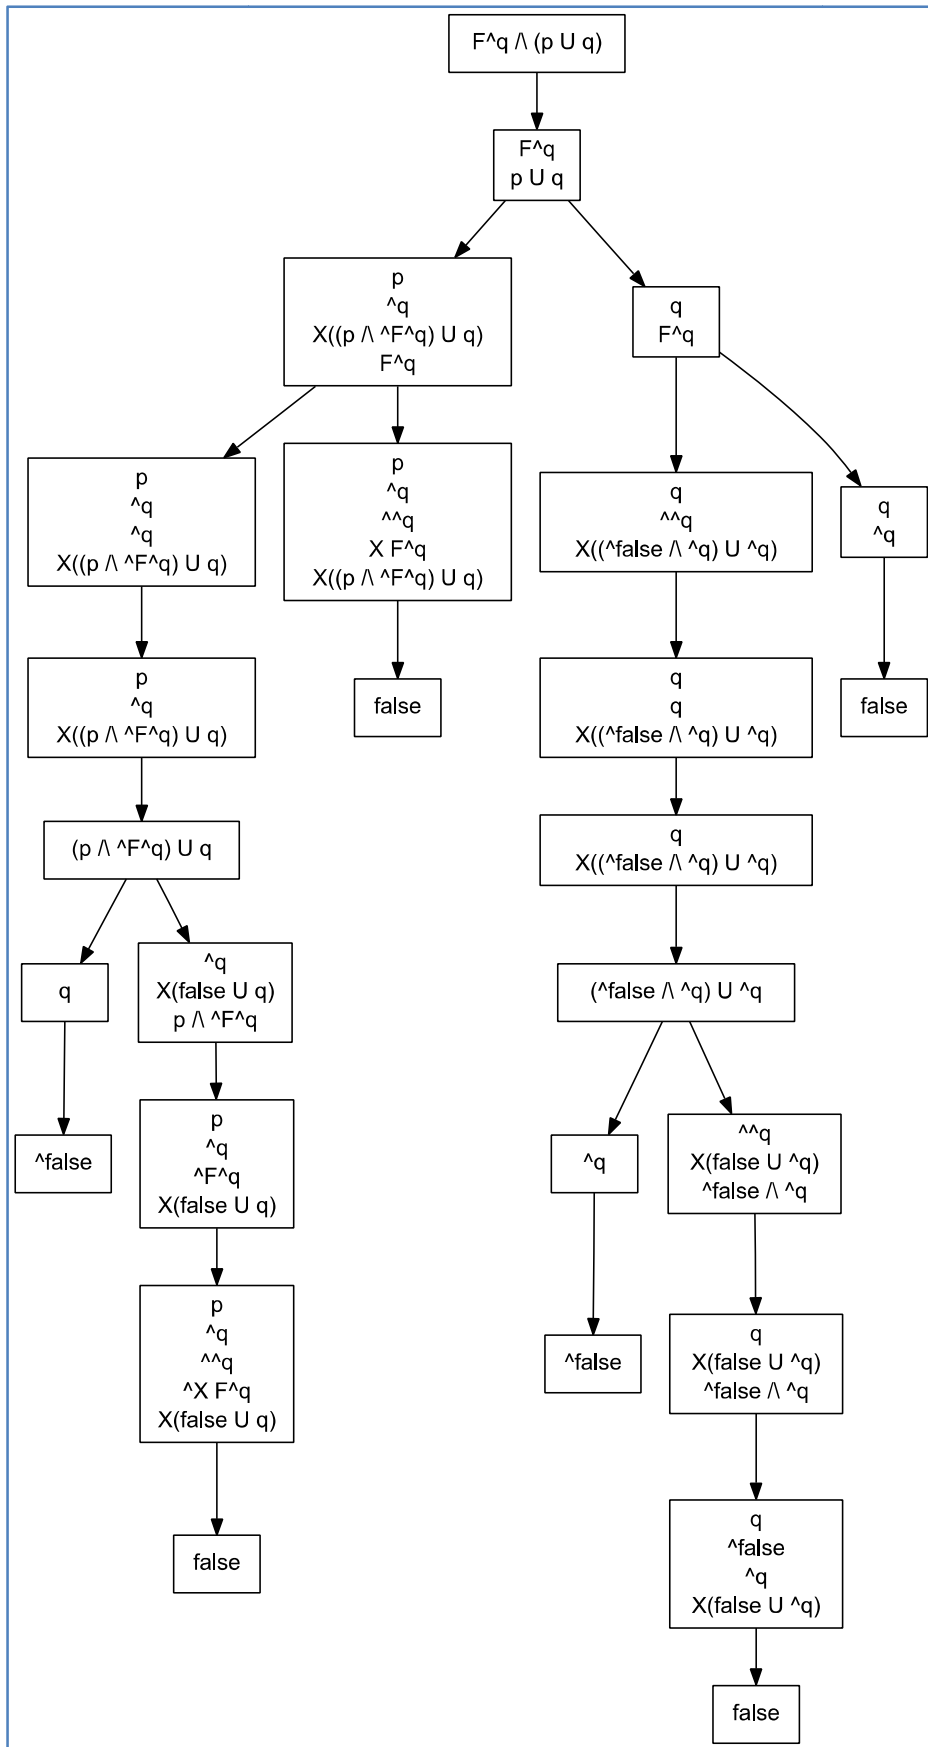 F^q /\ (p U q)
F^q
p U q
p
^q
X((p /\ ^F^q) U q)
F^q
q
F^q
p
^q
^q
X((p /\ ^F^q) U q)
p
^q
^^q
X F^q
X((p /\ ^F^q) U q)
q
^^q
X((^false /\ ^q) U ^q)
q
^q
p
^q
X((p /\ ^F^q) U q)
false
q
q
X((^false /\ ^q) U ^q)
false
(p /\ ^F^q) U q
q
X((^false /\ ^q) U ^q)
q
^q
X(false U q)
p /\ ^F^q
(^false /\ ^q) U ^q
^false
p
^q
^F^q
X(false U q)
^q
^^q
X(false U ^q)
^false /\ ^q
p
^q
^^q
^X F^q
X(false U q)
^false
q
X(false U ^q)
^false /\ ^q
false
q
^false
^q
X(false U ^q)
false